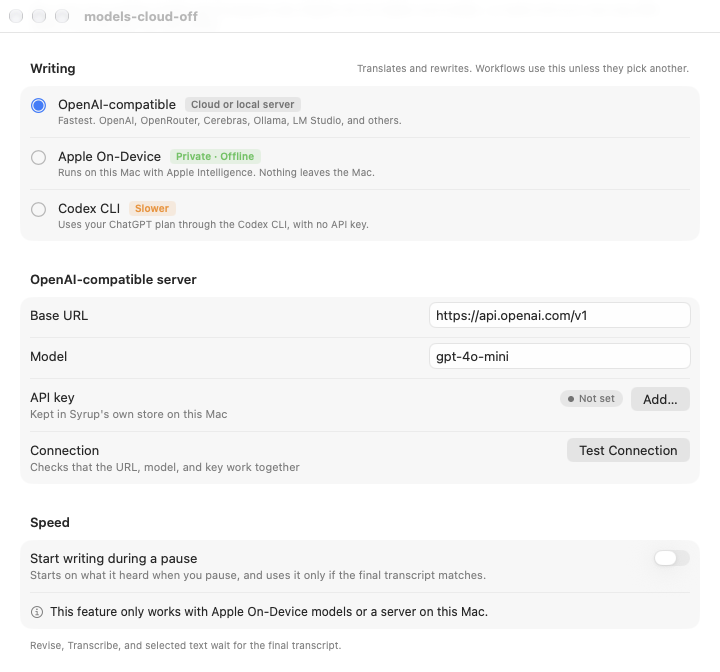 models-cloud-off
Writing
Translates and rewrites. Workflows use this unless they pick another.
OpenAI-compatible Cloud or local server
Fastest. OpenAI, OpenRouter, Cerebras, Ollama, LM Studio, and others.
Apple On-Device Private · Offline
Runs on this Mac with Apple Intelligence. Nothing leaves the Mac.
Codex CLI Slower
Uses your ChatGPT plan through the Codex CLI, with no API key.
OpenAI-compatible server
Base URL https://api.openai.com/v1
Model gpt-4o-mini
API key Not set Add...
Kept in Syrup's own store on this Mac
Connection Test Connection
Checks that the URL, model, and key work together
Speed
Start writing during a pause
Starts on what it heard when you pause, and uses it only if the final transcript matches.
This feature only works with Apple On-Device models or a server on this Mac.
Revise, Transcribe, and selected text wait for the final transcript.